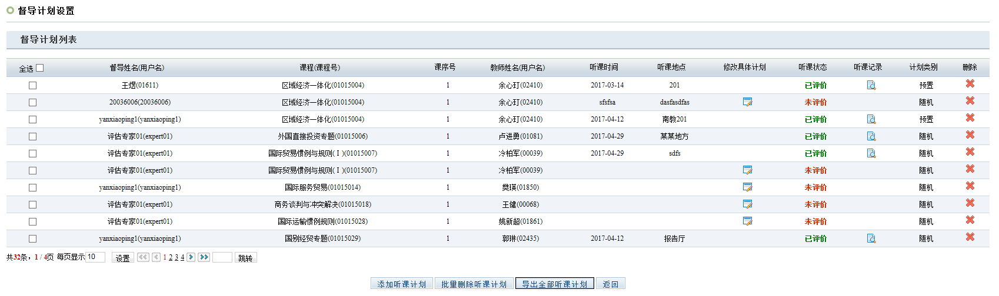 督导计划设置
督导计划列表
全选 督导姓名(用户名) 课程(课程号) 课序号 教师姓名(用户名) 听课时间 听课地点 修改具体计划 听课状态 听课记录 计划类别 删除
王煜(01611) 区域经济一体化(01015004) 1 余心玎(02410) 2017-03-14 201 已评价 预置
20036006(20036006) 区域经济一体化(01015004) 1 余心玎(02410) sfsfsa dasfasdfas 未评价 随机
yanxiaoping1(yanxiaoping1) 区域经济一体化(01015004) 1 余心玎(02410) 2017-04-12 南教201 已评价 预置
评估专家01(expert01) 外国直接投资专题(01015006) 1 卢进勇(01081) 2017-04-29 某某地方 已评价 随机
评估专家01(expert01) 国际贸易惯例与规则(Ⅰ)(01015007) 1 冷柏军(00039) 2017-04-29 sdfs 已评价 随机
评估专家01(expert01) 国际贸易惯例与规则(Ⅰ)(01015007) 1 冷柏军(00039) 未评价 随机
yanxiaoping1(yanxiaoping1) 国际服务贸易(01015014) 1 樊瑛(01850) 未评价 随机
评估专家01(expert01) 商务谈判与冲突解决(01015018) 1 王健(00068) 未评价 随机
评估专家01(expert01) 国际运输惯例规则(01015028) 1 姚新超(01861) 未评价 随机
yanxiaoping1(yanxiaoping1) 国别经贸专题(01015029) 1 郭琳(02435) 2017-04-12 报告厅 已评价 随机
共32条，1 / 4页 每页显示 10 设置 1 2 3 4 跳转
添加听课计划 批量删除听课计划 导出全部听课计划 返回